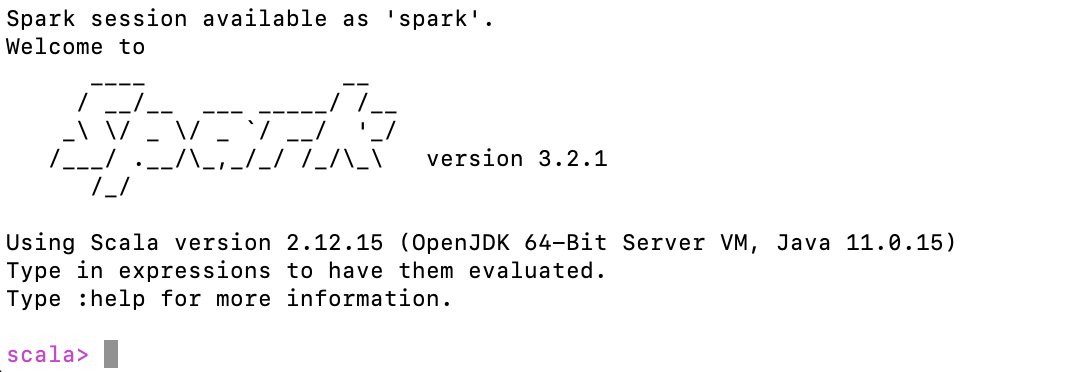 Spark session available as 'spark'.
Welcome to
      ____              __
     / __/__  ___ _____/ /__
    _\ \/ _ \/ _ `/ __/  '_/
   /___/ .__/\_,_/_/ /_/\_\   version 3.2.1
      /_/

Using Scala version 2.12.15 (OpenJDK 64-Bit Server VM, Java 11.0.15)
Type in expressions to have them evaluated.
Type :help for more information.

scala>